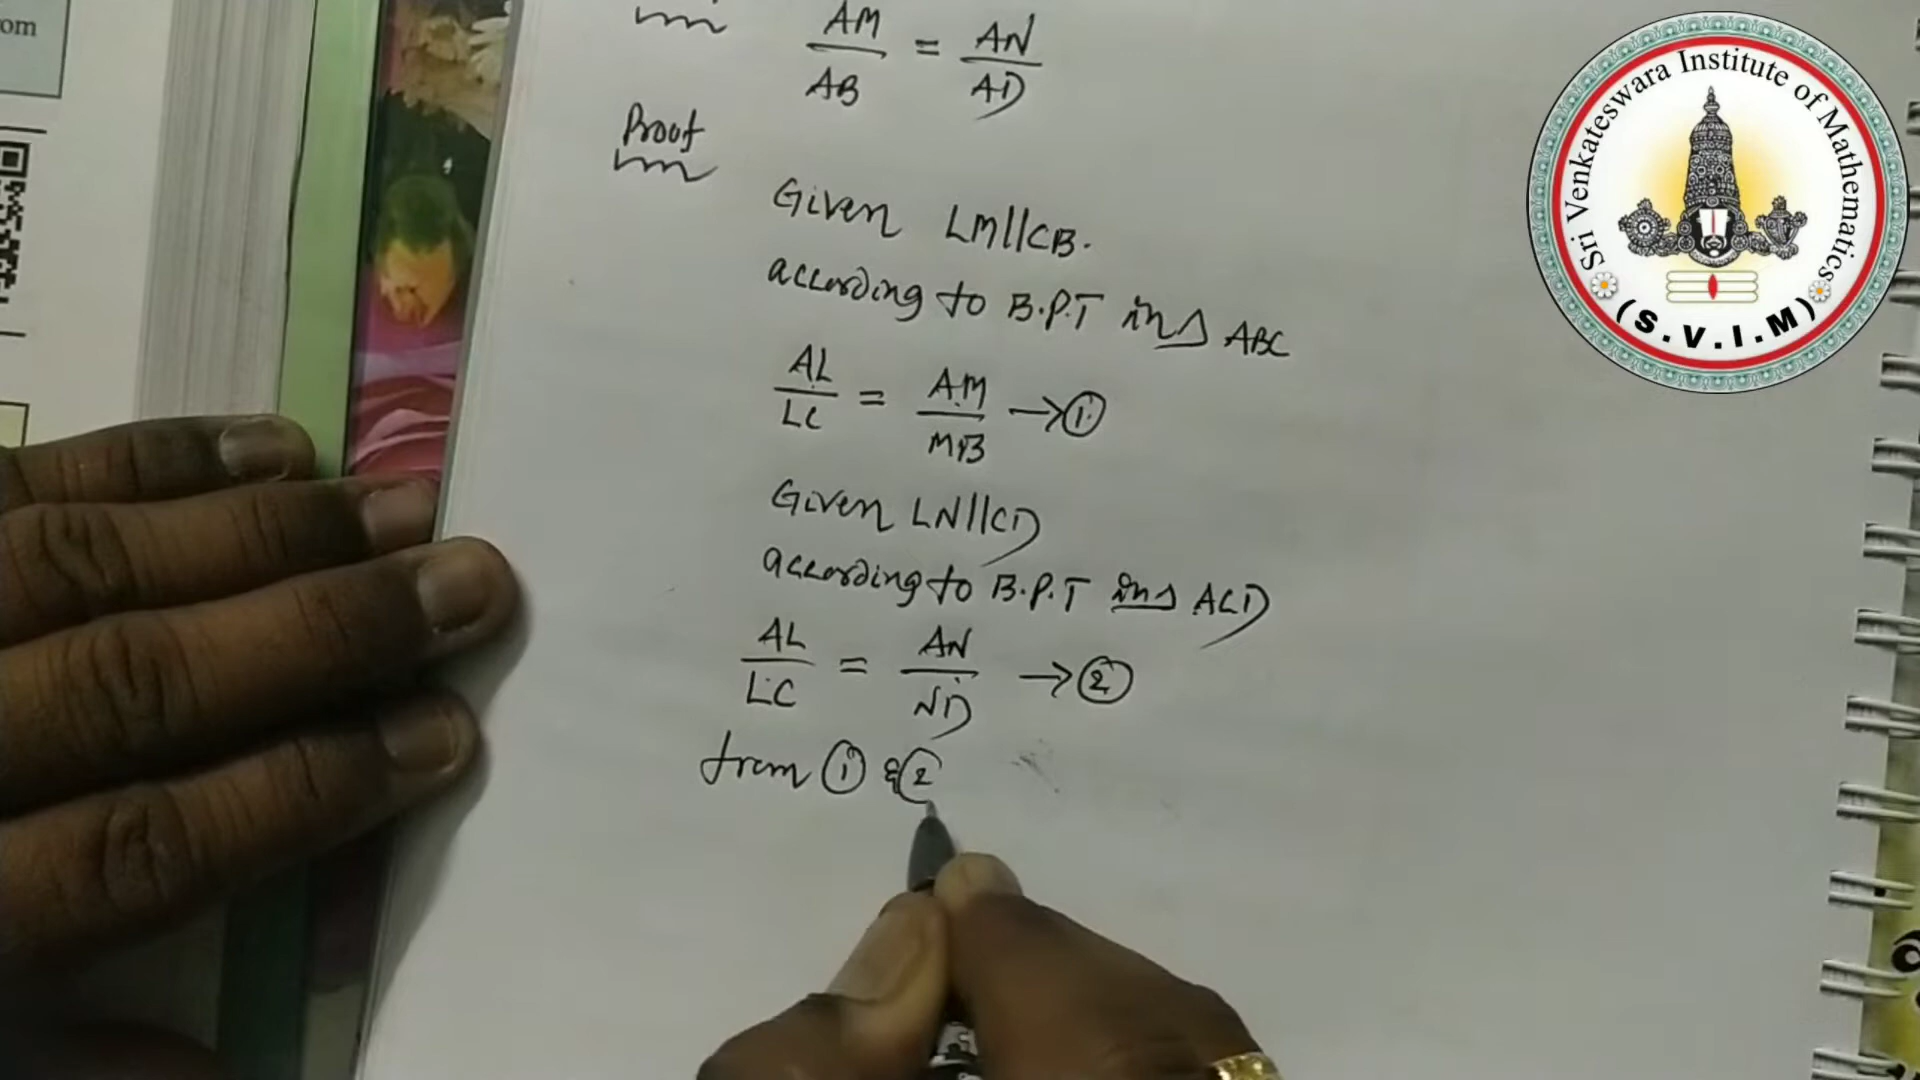 om
AM/AB = AN/AD
Proof
Given LM||CB.
according to B.P.T in △ ABC
AL/LC = AM/MB → ①
Given LN||CD
according to B.P.T in △ ACD
AL/LC = AN/ND → ②
from ① & ②
Sri Venkateswara Institute of Mathematics
(S.V.I.M)